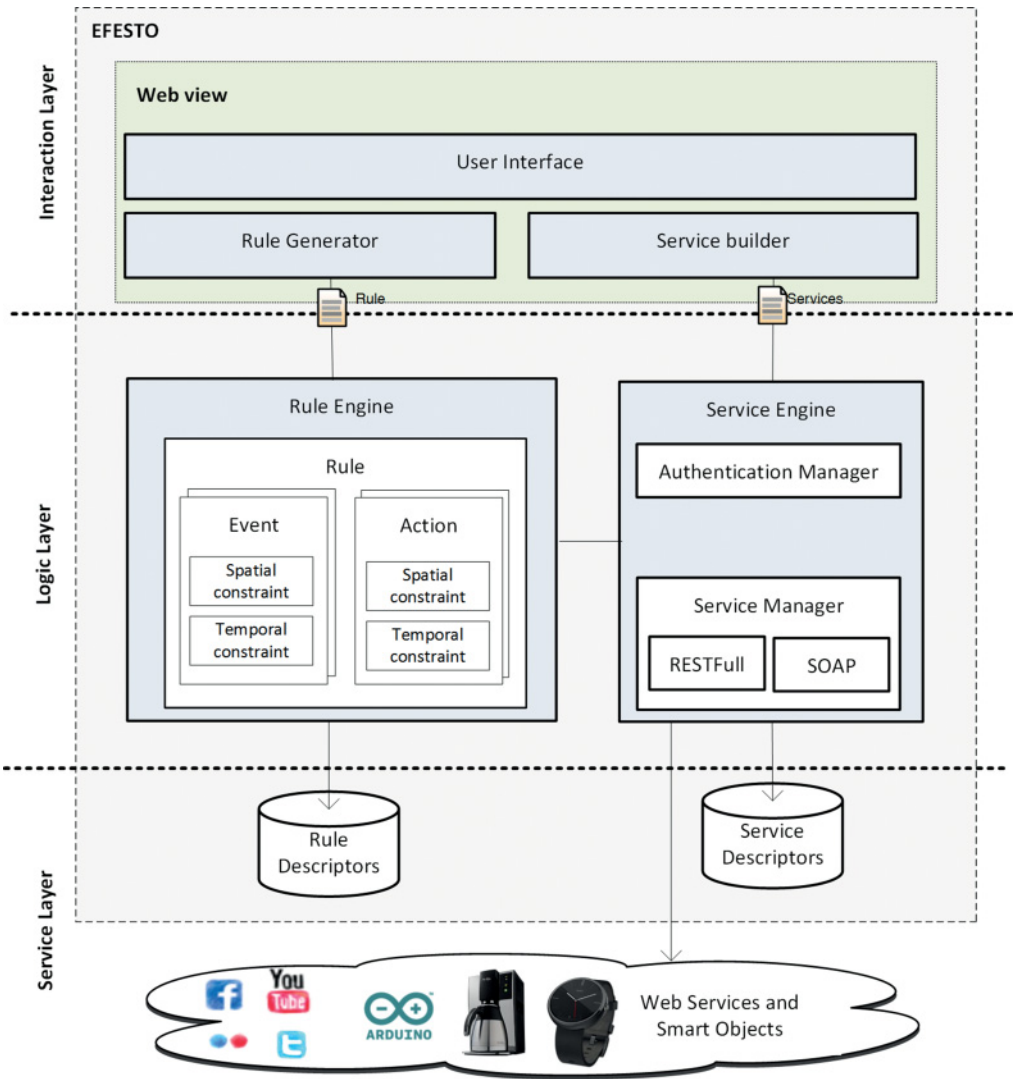 EFESTO
Interaction Layer
Web view
User Interface
Rule Generator
Service builder
Rule
Services
Logic Layer
Rule Engine
Rule
Event
Spatial
constraint
Temporal
constraint
Action
Spatial
constraint
Temporal
constraint
Service Engine
Authentication Manager
Service Manager
RESTFull
SOAP
Service Layer
Rule
Descriptors
Service
Descriptors
f
You
Tube
t
ARDUINO
Web Services and
Smart Objects